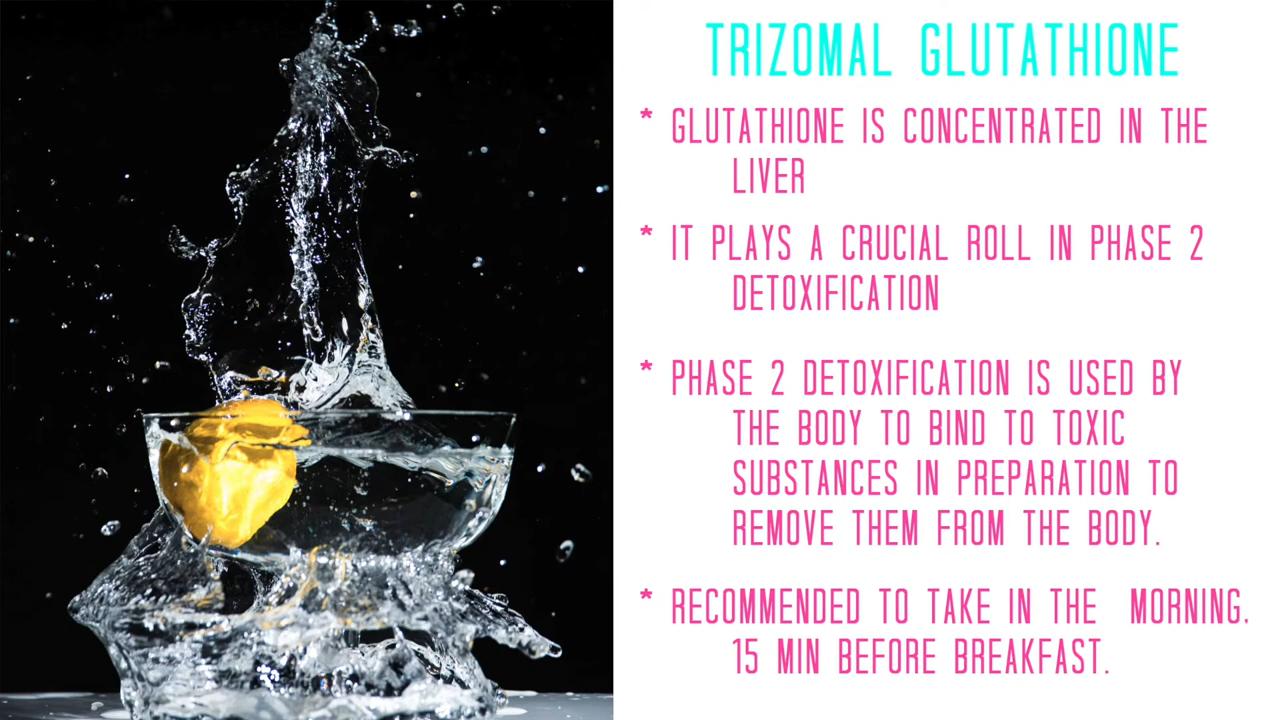 TRIZOMAL GLUTATHIONE
* GLUTATHIONE IS CONCENTRATED IN THE
LIVER
* IT PLAYS A CRUCIAL ROLL IN PHASE 2
DETOXIFICATION
* PHASE 2 DETOXIFICATION IS USED BY
THE BODY TO BIND TO TOXIC
SUBSTANCES IN PREPARATION TO
REMOVE THEM FROM THE BODY.
* RECOMMENDED TO TAKE IN THE MORNING.
15 MIN BEFORE BREAKFAST.